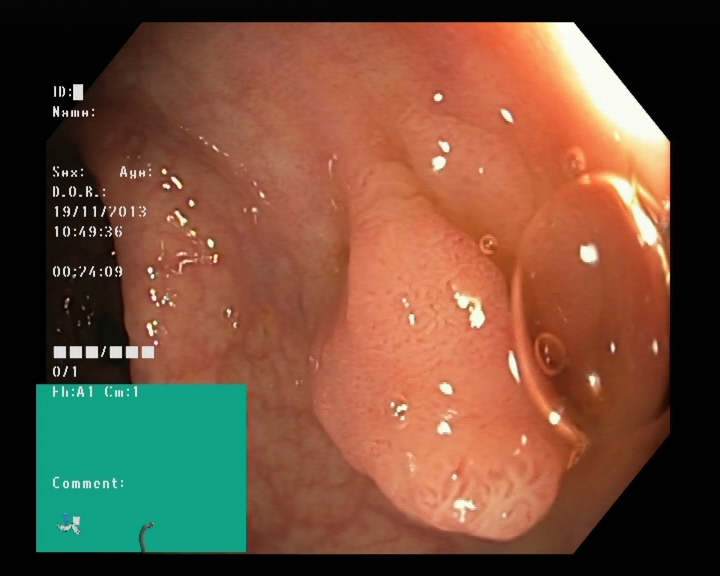 ID:
Name:
Sex: Age:
D.O.B.:
19/11/2013
10:49:36
00:24:09
■■■/■■■
0/1
Eh:A1 Cm:1
Comment: